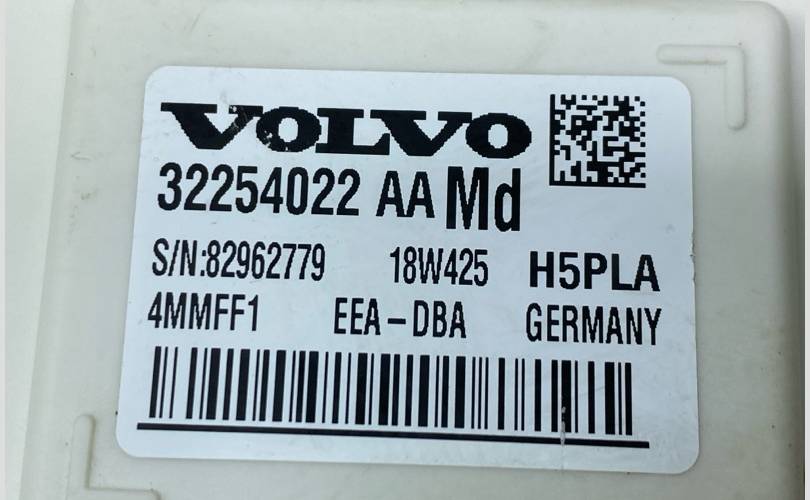 VOLVO
32254022 AA Md
S/N:82962779 18W425 H5PLA
4MMFF1 EEA-DBA GERMANY